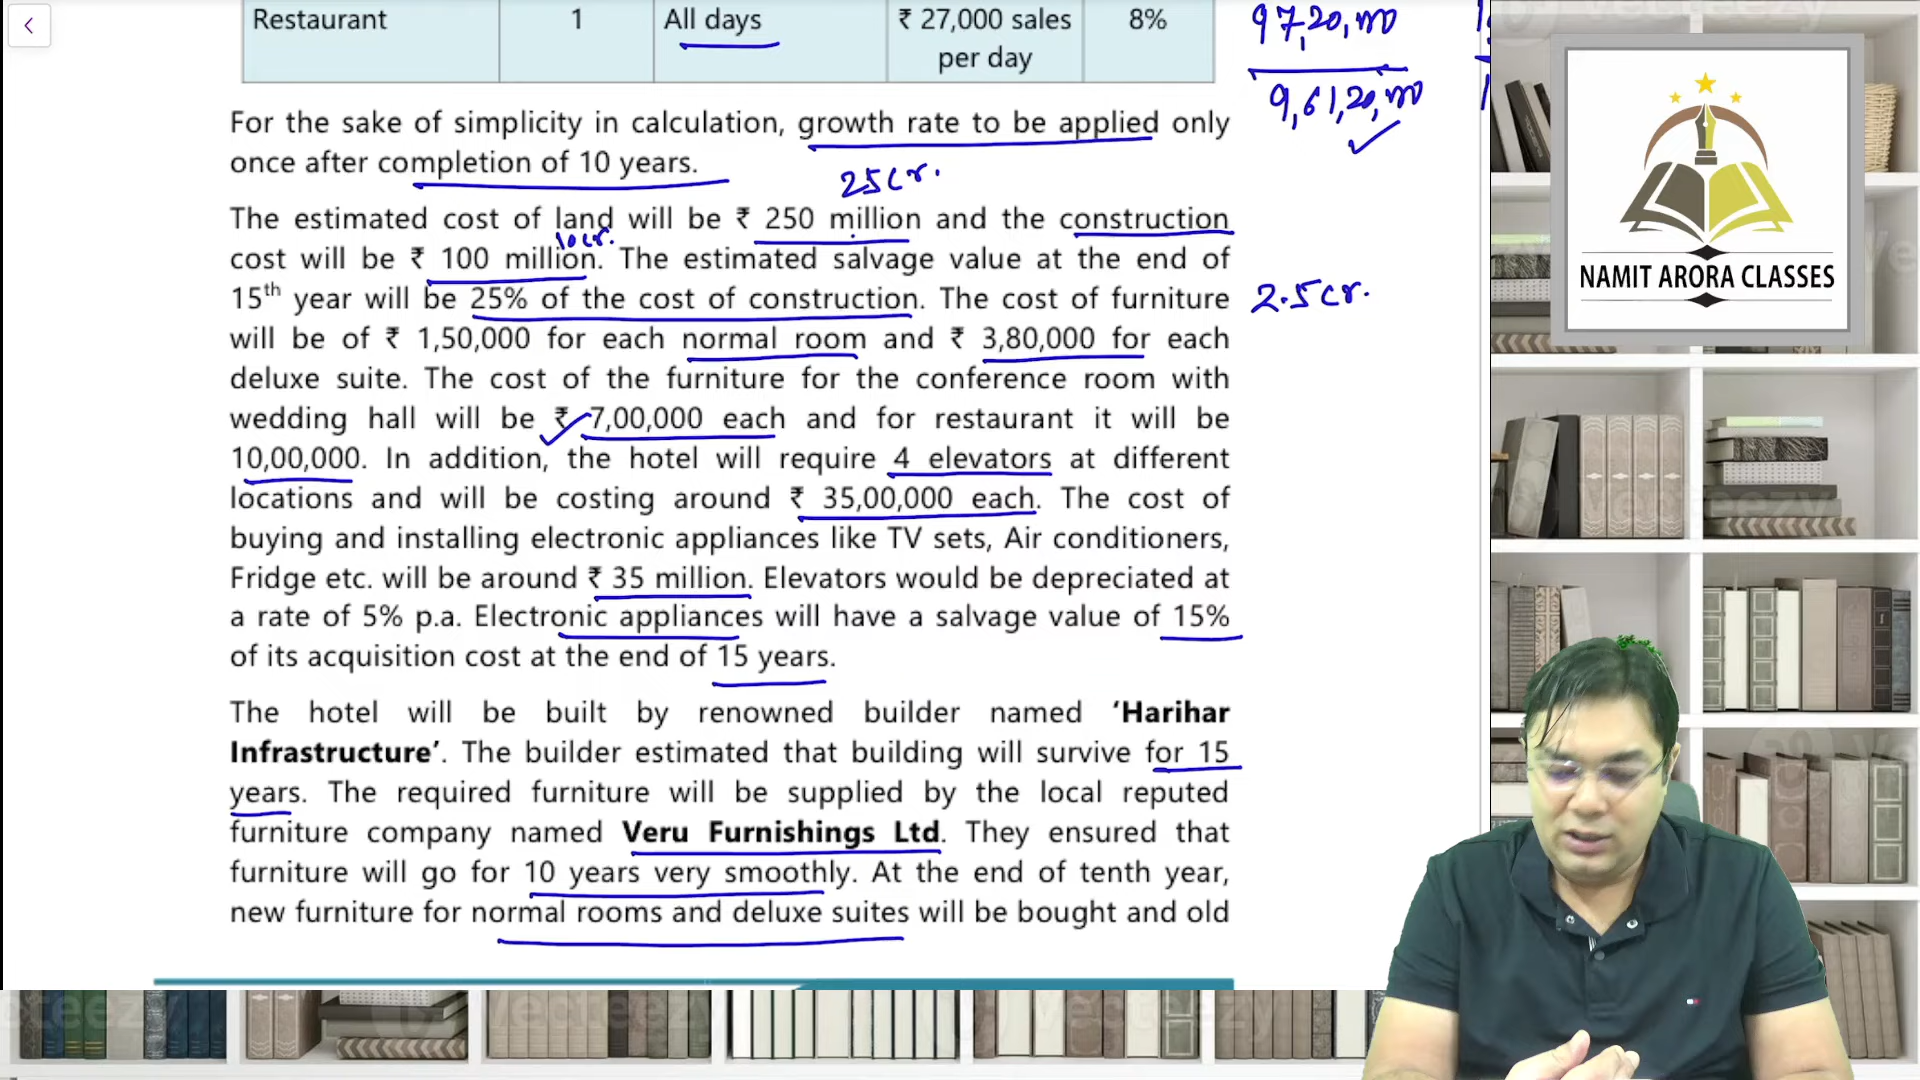 Restaurant 1 All days ₹ 27,000 sales per day 8%
97,20,000
9,61,20,000
For the sake of simplicity in calculation, growth rate to be applied only
once after completion of 10 years.
25 cr.
The estimated cost of land will be ₹ 250 million and the construction
10 cr.
cost will be ₹ 100 million. The estimated salvage value at the end of
15th year will be 25% of the cost of construction. The cost of furniture
2.5 cr.
will be of ₹ 1,50,000 for each normal room and ₹ 3,80,000 for each
deluxe suite. The cost of the furniture for the conference room with
wedding hall will be ₹ 7,00,000 each and for restaurant it will be
10,00,000. In addition, the hotel will require 4 elevators at different
locations and will be costing around ₹ 35,00,000 each. The cost of
buying and installing electronic appliances like TV sets, Air conditioners,
Fridge etc. will be around ₹ 35 million. Elevators would be depreciated at
a rate of 5% p.a. Electronic appliances will have a salvage value of 15%
of its acquisition cost at the end of 15 years.
The hotel will be built by renowned builder named ‘Harihar
Infrastructure’. The builder estimated that building will survive for 15
years. The required furniture will be supplied by the local reputed
furniture company named Veru Furnishings Ltd. They ensured that
furniture will go for 10 years very smoothly. At the end of tenth year,
new furniture for normal rooms and deluxe suites will be bought and old
NAMIT ARORA CLASSES